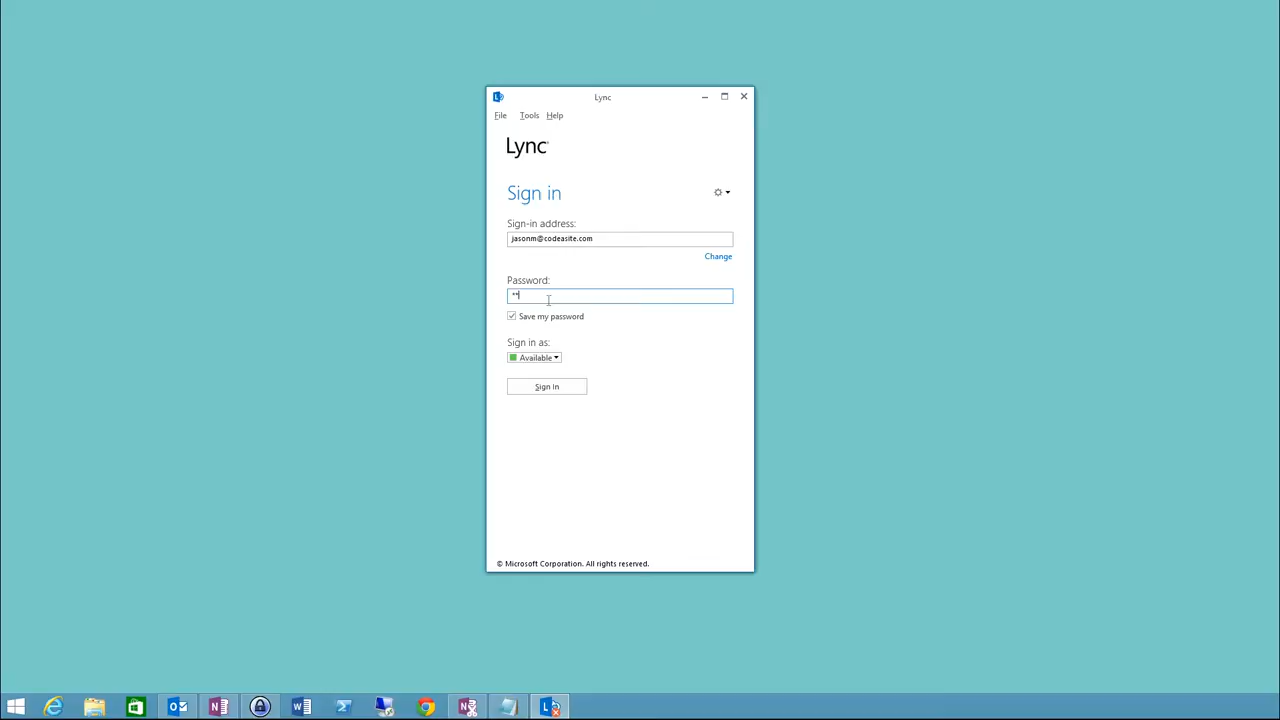 Lync
File Tools Help
Lync
Sign in
Sign-in address:
jasonm@codeasite.com
Change
Password:
**
Save my password
Sign in as:
Available
Sign In
© Microsoft Corporation. All rights reserved.